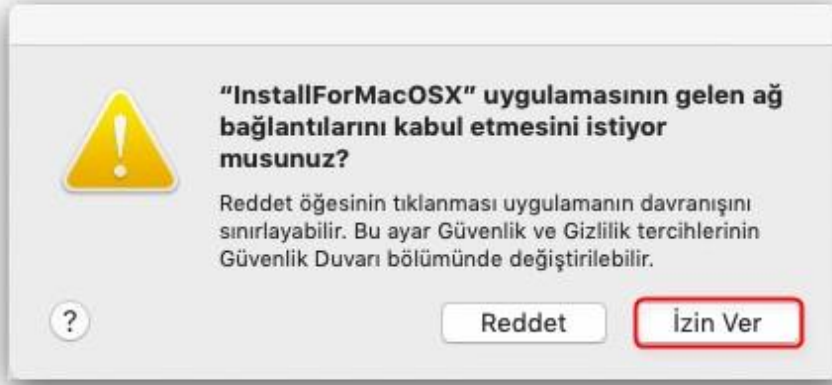 “InstallForMacOSX” uygulamasının gelen ağ
bağlantılarını kabul etmesini istiyor
musunuz?
Reddet öğesinin tıklanması uygulamanın davranışını
sınırlayabilir. Bu ayar Güvenlik ve Gizlilik tercihlerinin
Güvenlik Duvarı bölümünde değiştirilebilir.
? Reddet İzin Ver